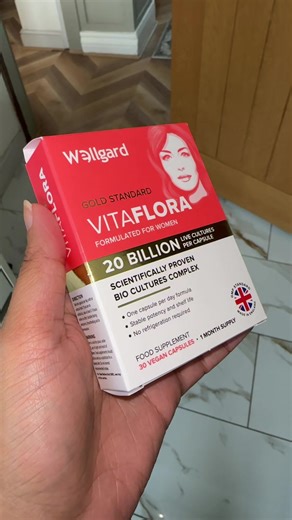 Wellgard
GOLD STANDARD
VITAFLORA
FORMULATED FOR WOMEN
20 BILLION LIVE CULTURES
PER CAPSULE
SCIENTIFICALLY PROVEN
BIO CULTURES COMPLEX
• One capsule per day formula
• Stable potency and shelf life
• No refrigeration required
FOOD SUPPLEMENT
30 VEGAN CAPSULES • 1 MONTH SUPPLY
VITAFLORA